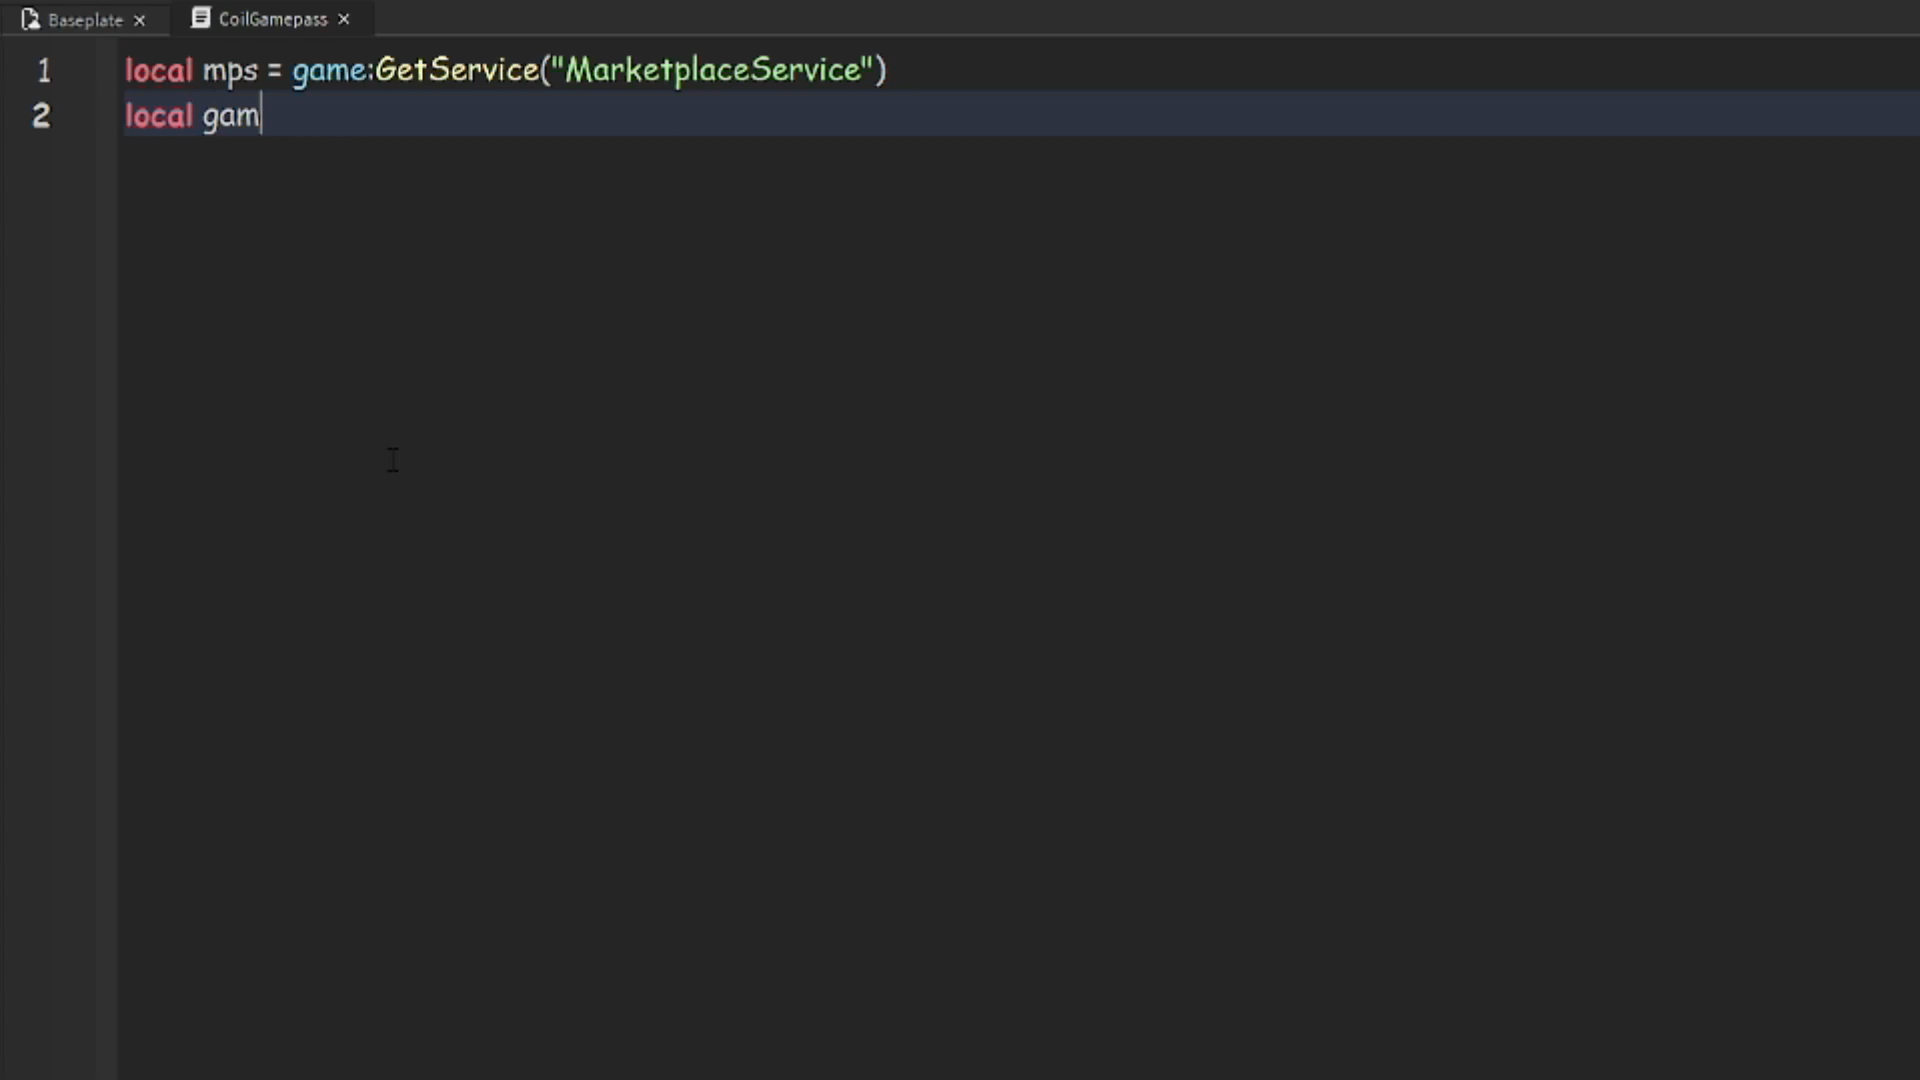 Baseplate × CoilGamepass ×
1 local mps = game:GetService("MarketplaceService")
2 local gam